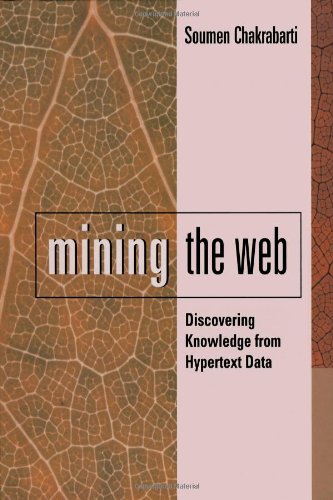 Soumen Chakrabarti
mining the web
Discovering
Knowledge from
Hypertext Data